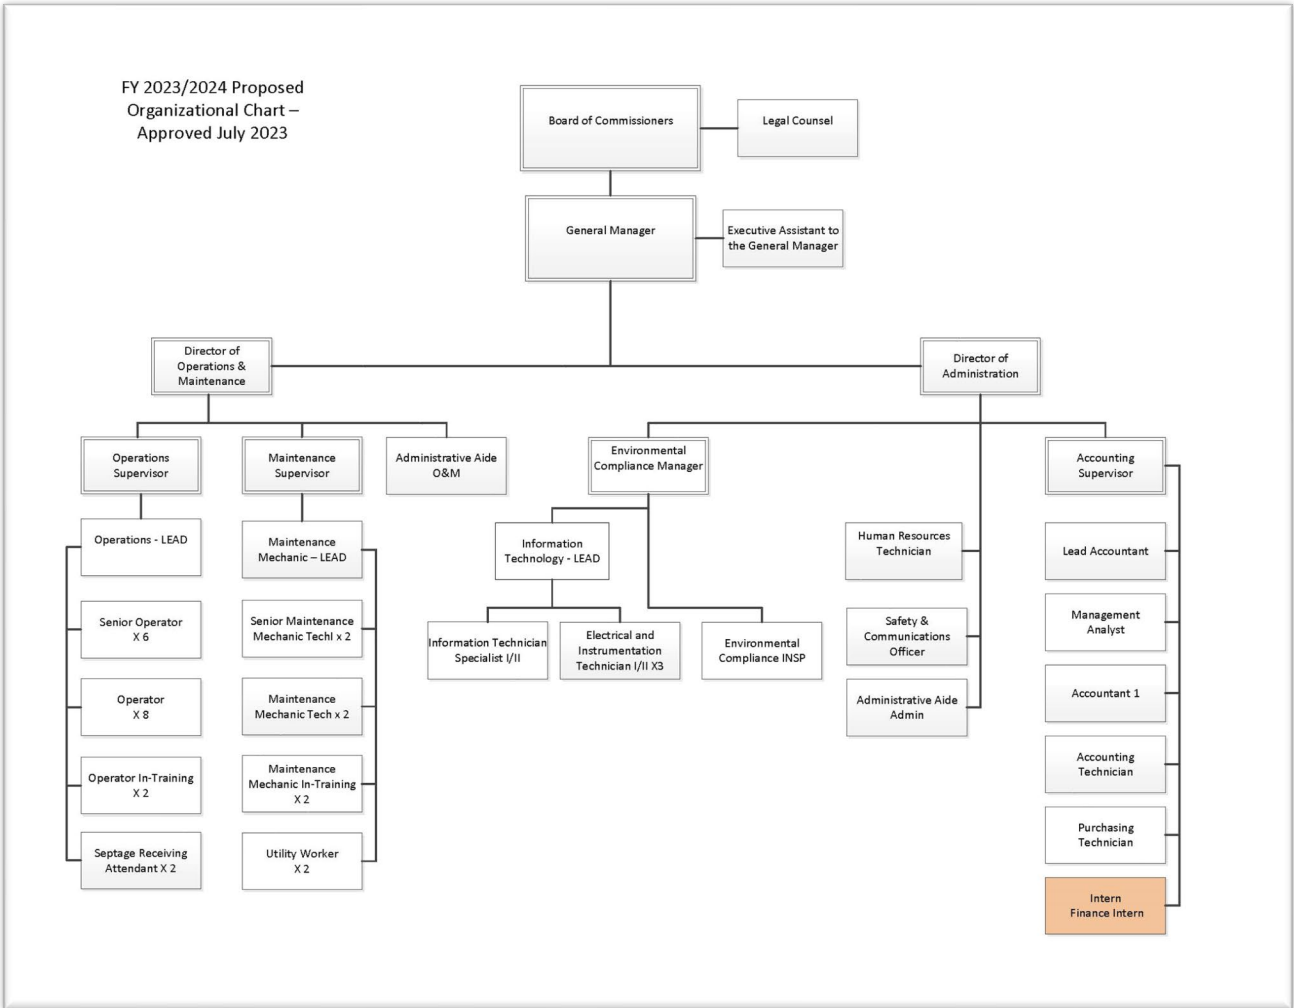 FY 2023/2024 Proposed
Organizational Chart –
Approved July 2023
Board of Commissioners
Legal Counsel
General Manager
Executive Assistant to
the General Manager
Director of
Operations &
Maintenance
Director of
Administration
Operations
Supervisor
Maintenance
Supervisor
Administrative Aide
O&M
Environmental
Compliance Manager
Accounting
Supervisor
Operations - LEAD
Maintenance
Mechanic – LEAD
Information
Technology - LEAD
Human Resources
Technician
Lead Accountant
Senior Operator
X 6
Senior Maintenance
Mechanic TechI x 2
Information Technician
Specialist I/II
Electrical and
Instrumentation
Technician I/II X3
Environmental
Compliance INSP
Safety &
Communications
Officer
Management
Analyst
Operator
X 8
Maintenance
Mechanic Tech x 2
Administrative Aide
Admin
Accountant 1
Operator In-Training
X 2
Maintenance
Mechanic In-Training
X 2
Accounting
Technician
Septage Receiving
Attendant X 2
Utility Worker
X 2
Purchasing
Technician
Intern
Finance Intern